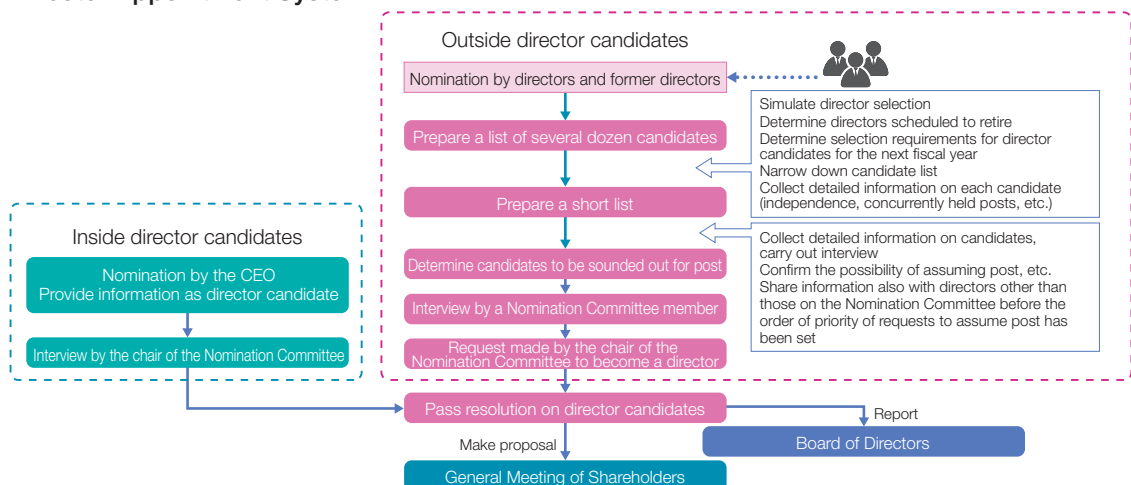 Outside director candidates
Nomination by directors and former directors
Prepare a list of several dozen candidates
Prepare a short list
Determine candidates to be sounded out for post
Interview by a Nomination Committee member
Request made by the chair of the
Nomination Committee to become a director
Simulate director selection
Determine directors scheduled to retire
Determine selection requirements for director
candidates for the next fiscal year
Narrow down candidate list
Collect detailed information on each candidate
(independence, concurrently held posts, etc.)
Collect detailed information on candidates,
carry out interview
Confirm the possibility of assuming post, etc.
Share information also with directors other than
those on the Nomination Committee before the
order of priority of requests to assume post has
been set
Inside director candidates
Nomination by the CEO
Provide information as director candidate
Interview by the chair of the Nomination Committee
Pass resolution on director candidates
Report
Board of Directors
Make proposal
General Meeting of Shareholders